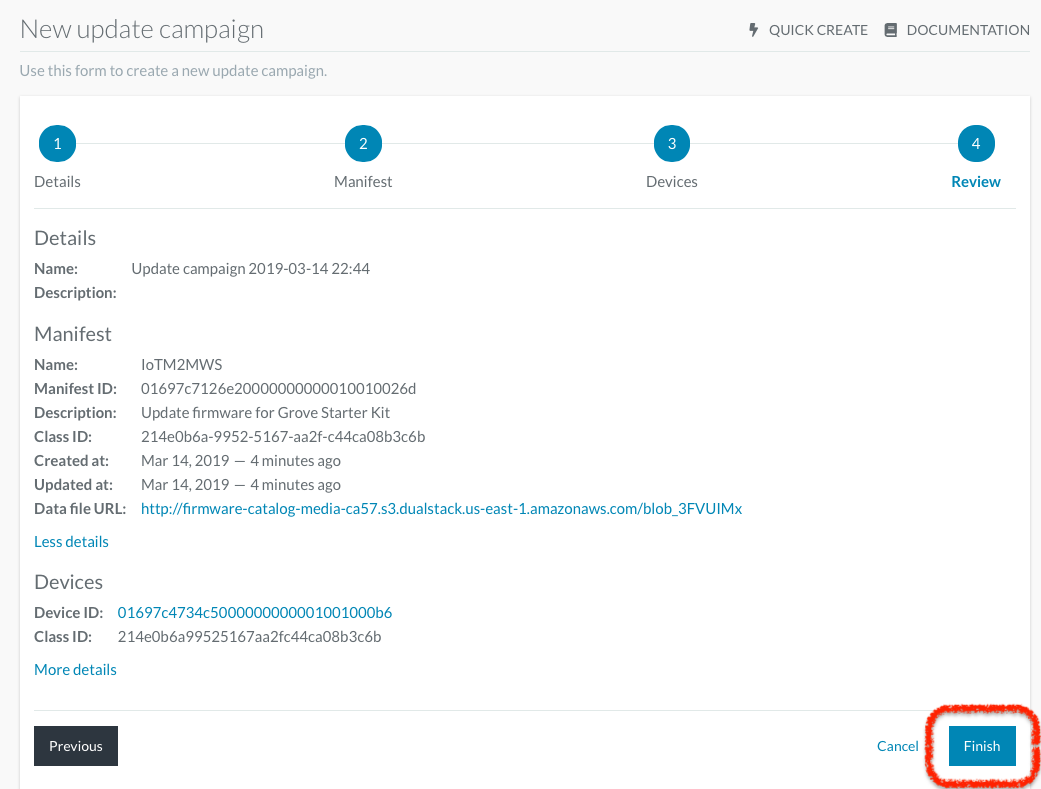 New update campaign
QUICK CREATE
DOCUMENTATION
Use this form to create a new update campaign.
1
2
3
4
Details
Manifest
Devices
Review
Details
Name: Update campaign 2019-03-14 22:44
Description:
Manifest
Name: IoTM2MWS
Manifest ID: 01697c7126e20000000000010010026d
Description: Update firmware for Grove Starter Kit
Class ID: 214e0b6a-9952-5167-aa2f-c44ca08b3c6b
Created at: Mar 14, 2019 — 4 minutes ago
Updated at: Mar 14, 2019 — 4 minutes ago
Data file URL: http://firmware-catalog-media-ca57.s3.dualstack.us-east-1.amazonaws.com/blob_3FVUIMx
Less details
Devices
Device ID: 01697c4734c5000000000001001000b6
Class ID: 214e0b6a99525167aa2fc44ca08b3c6b
More details
Previous
Cancel
Finish